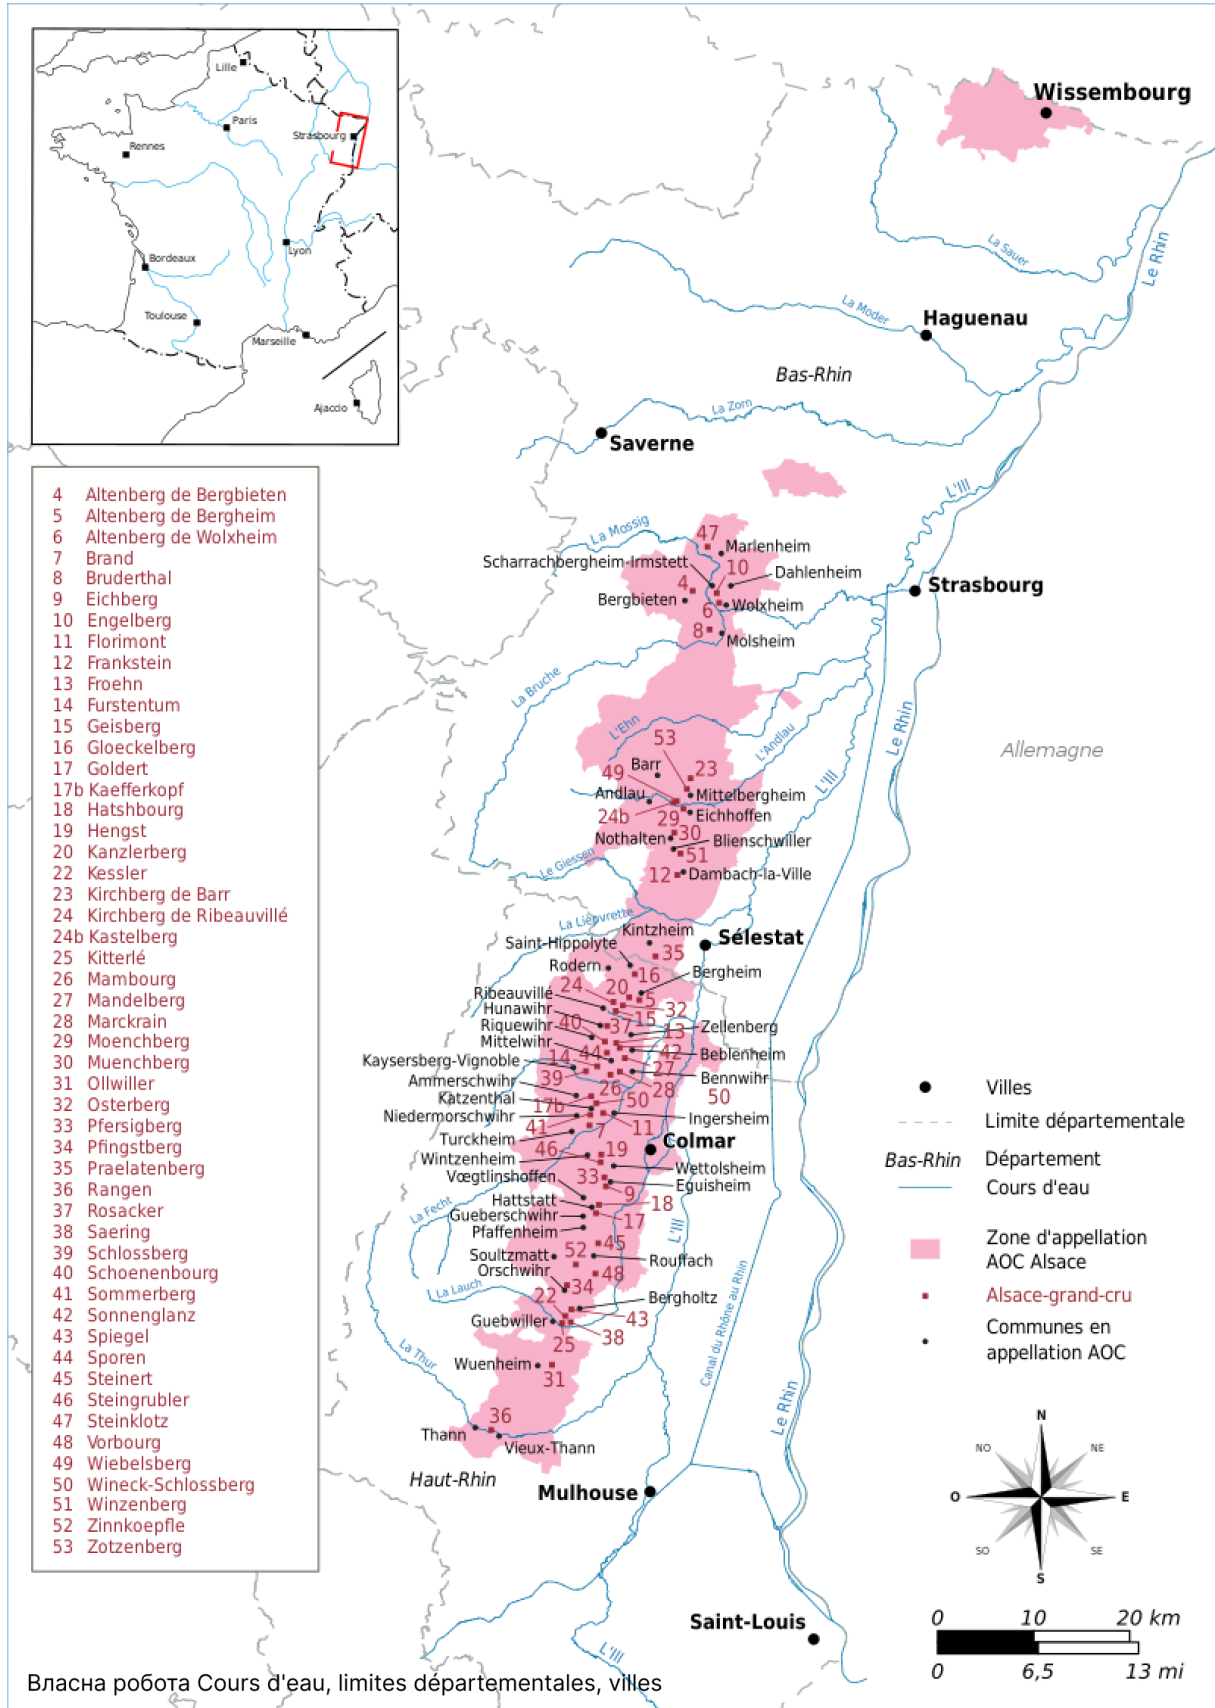 Lille
Paris
Strasbourg
Rennes
Lyon
Bordeaux
Toulouse
Marseille
Ajaccio
Wissembourg
La Sauer
Le Rhin
La Moder
Haguenau
Bas-Rhin
La Zorn
Saverne
L'Ill
La Mossig
47
Marlenheim
Scharrachbergheim-Irmstett
10
Dahlenheim
4
Bergbieten
6
Wolxheim
Strasbourg
8
Molsheim
La Bruche
L'Ehn
53
L'Andlau
Le Rhin
Allemagne
Barr
49
23
L'Ill
Andlau
Mittelbergheim
24b
29
Eichhoffen
Nothalten
30
Blienschwiller
51
Le Giessen
12
Dambach-la-Ville
La Lièpvrette
Kintzheim
Sélestat
Saint-Hippolyte
35
Rodern
16
Bergheim
24
20
5
Ribeauvillé
32
Hunawihr
15
Riquewihr
40
37
13
Zellenberg
Mittelwihr
44
42
Beblenheim
Kaysersberg-Vignoble
14
27
39
Bennwihr
Ammerschwihr
26
28
50
Katzenthal
50
17b
Niedermorschwihr
Ingersheim
41
7
11
Turckheim
Colmar
46
19
Wintzenheim
Wettolsheim
Vœgtlinshoffen
33
Eguisheim
9
Hattstatt
18
La Fecht
Gueberschwihr
17
Pfaffenheim
L'Ill
45
Soultzmatt
52
Rouffach
Orschwihr
48
La Lauch
34
22
Bergholtz
Guebwiller
43
38
25
La Thur
Wuenheim
31
Canal du Rhône au Rhin
Le Rhin
36
Thann
Vieux-Thann
Haut-Rhin
Mulhouse
Saint-Louis
L'Ill
4 Altenberg de Bergbieten
5 Altenberg de Bergheim
6 Altenberg de Wolxheim
7 Brand
8 Bruderthal
9 Eichberg
10 Engelberg
11 Florimont
12 Frankstein
13 Froehn
14 Furstentum
15 Geisberg
16 Gloeckelberg
17 Goldert
17b Kaefferkopf
18 Hatshbourg
19 Hengst
20 Kanzlerberg
22 Kessler
23 Kirchberg de Barr
24 Kirchberg de Ribeauvillé
24b Kastelberg
25 Kitterlé
26 Mambourg
27 Mandelberg
28 Marckrain
29 Moenchberg
30 Muenchberg
31 Ollwiller
32 Osterberg
33 Pfersigberg
34 Pfingstberg
35 Praelatenberg
36 Rangen
37 Rosacker
38 Saering
39 Schlossberg
40 Schoenenbourg
41 Sommerberg
42 Sonnenglanz
43 Spiegel
44 Sporen
45 Steinert
46 Steingrubler
47 Steinklotz
48 Vorbourg
49 Wiebelsberg
50 Wineck-Schlossberg
51 Winzenberg
52 Zinnkoepfle
53 Zotzenberg
Villes
Limite départementale
Bas-Rhin Département
Cours d'eau
Zone d'appellation
AOC Alsace
Alsace-grand-cru
Communes en
appellation AOC
N
NO NE
O E
SO SE
S
0 10 20 km
0 6,5 13 mi
Власна робота Cours d'eau, limites départementales, villes